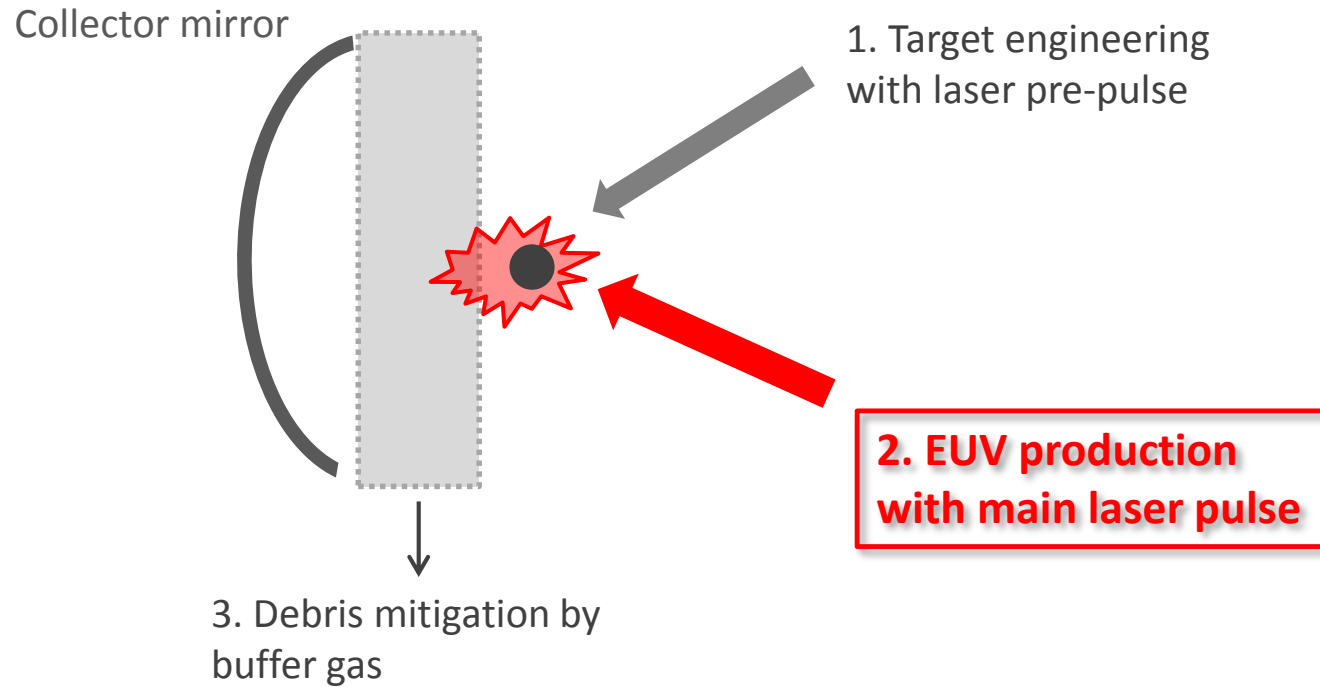 Collector mirror
1. Target engineering
with laser pre-pulse
2. EUV production
with main laser pulse
3. Debris mitigation by
buffer gas